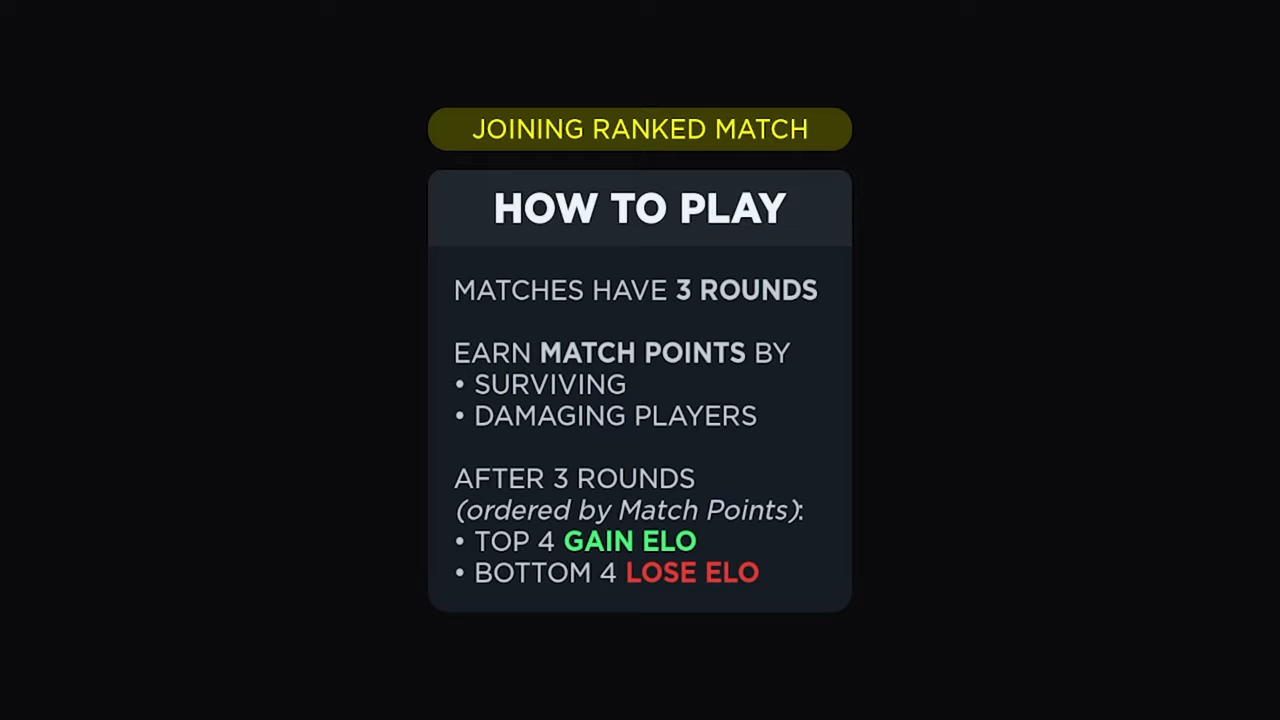 JOINING RANKED MATCH
HOW TO PLAY
MATCHES HAVE 3 ROUNDS
EARN MATCH POINTS BY
• SURVIVING
• DAMAGING PLAYERS
AFTER 3 ROUNDS
(ordered by Match Points):
• TOP 4 GAIN ELO
• BOTTOM 4 LOSE ELO